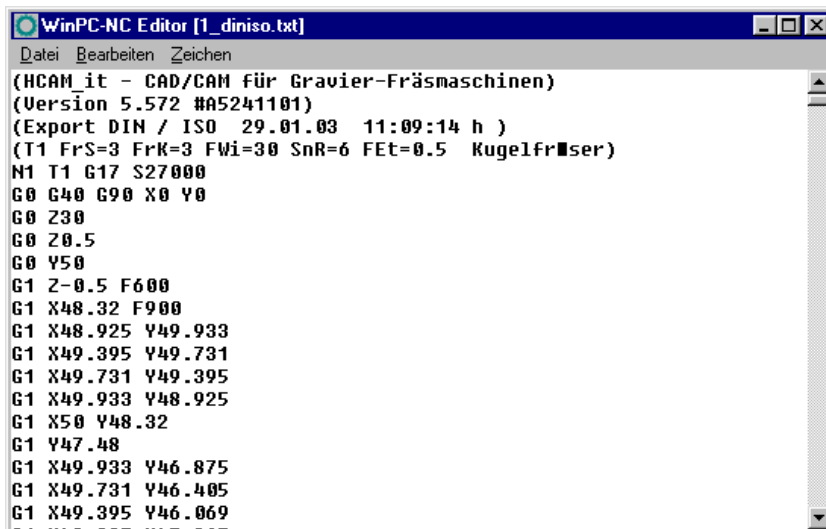 WinPC-NC Editor [1_diniso.txt]
Datei Bearbeiten Zeichen
(HCAM_it - CAD/CAM für Gravier-Fräsmaschinen)
(Version 5.572 #A5241101)
(Export DIN / ISO 29.01.03 11:09:14 h )
(T1 FrS=3 FrK=3 FWi=30 SnR=6 FEt=0.5 Kugelfr■ser)
N1 T1 G17 S27000
G0 G40 G90 X0 Y0
G0 Z30
G0 Z0.5
G0 Y50
G1 Z-0.5 F600
G1 X48.32 F900
G1 X48.925 Y49.933
G1 X49.395 Y49.731
G1 X49.731 Y49.395
G1 X49.933 Y48.925
G1 X50 Y48.32
G1 Y47.48
G1 X49.933 Y46.875
G1 X49.731 Y46.405
G1 X49.395 Y46.069